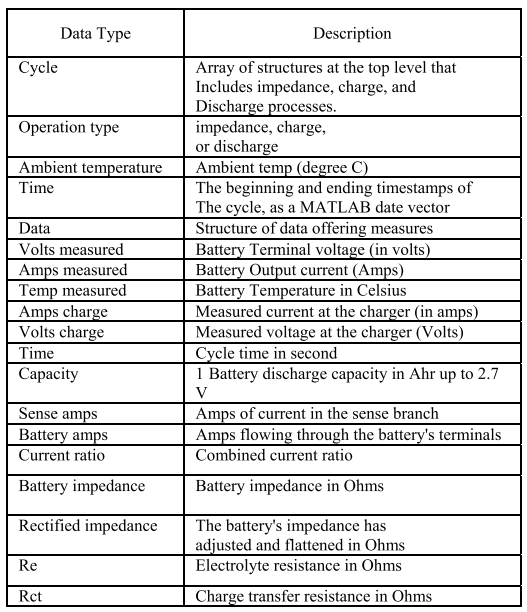 Data Type Description
Cycle Array of structures at the top level that
Includes impedance, charge, and
Discharge processes.
Operation type impedance, charge,
or discharge
Ambient temperature Ambient temp (degree C)
Time The beginning and ending timestamps of
The cycle, as a MATLAB date vector
Data Structure of data offering measures
Volts measured Battery Terminal voltage (in volts)
Amps measured Battery Output current (Amps)
Temp measured Battery Temperature in Celsius
Amps charge Measured current at the charger (in amps)
Volts charge Measured voltage at the charger (Volts)
Time Cycle time in second
Capacity 1 Battery discharge capacity in Ahr up to 2.7
V
Sense amps Amps of current in the sense branch
Battery amps Amps flowing through the battery's terminals
Current ratio Combined current ratio
Battery impedance Battery impedance in Ohms
Rectified impedance The battery's impedance has
adjusted and flattened in Ohms
Re Electrolyte resistance in Ohms
Rct Charge transfer resistance in Ohms